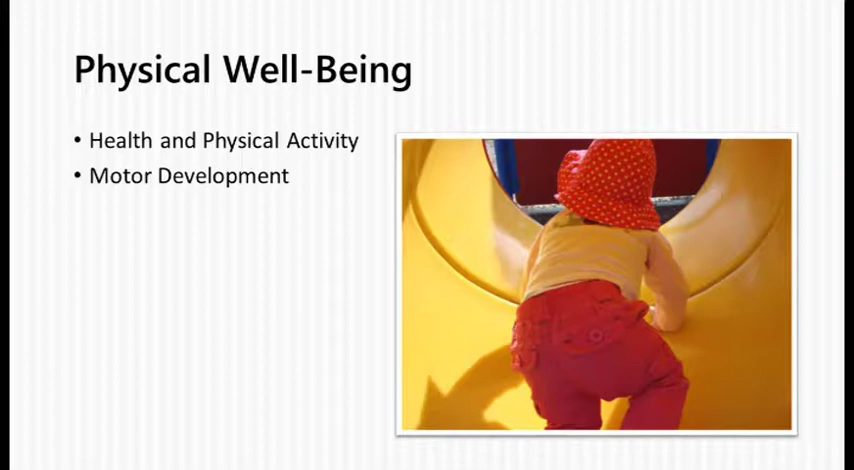 Physical Well-Being
• Health and Physical Activity
• Motor Development